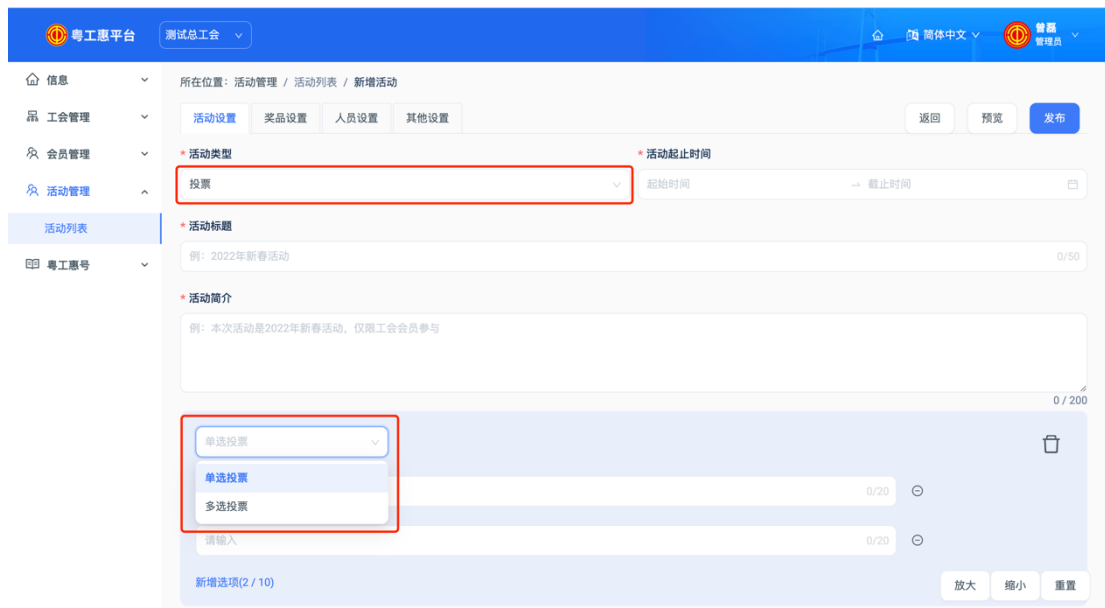 粤工惠平台 测试总工会 简体中文 曾磊
管理员
信息
工会管理
会员管理
活动管理
活动列表
粤工惠号
所在位置：活动管理 / 活动列表 / 新增活动
活动设置 奖品设置 人员设置 其他设置 返回 预览 发布
* 活动类型 * 活动起止时间
投票 起始时间 → 截止时间
* 活动标题
例：2022年新春活动 0/50
* 活动简介
例：本次活动是2022年新春活动，仅限工会会员参与
0 / 200
单选投票
单选投票
0/20
多选投票
请输入 0/20
新增选项(2 / 10) 放大 缩小 重置